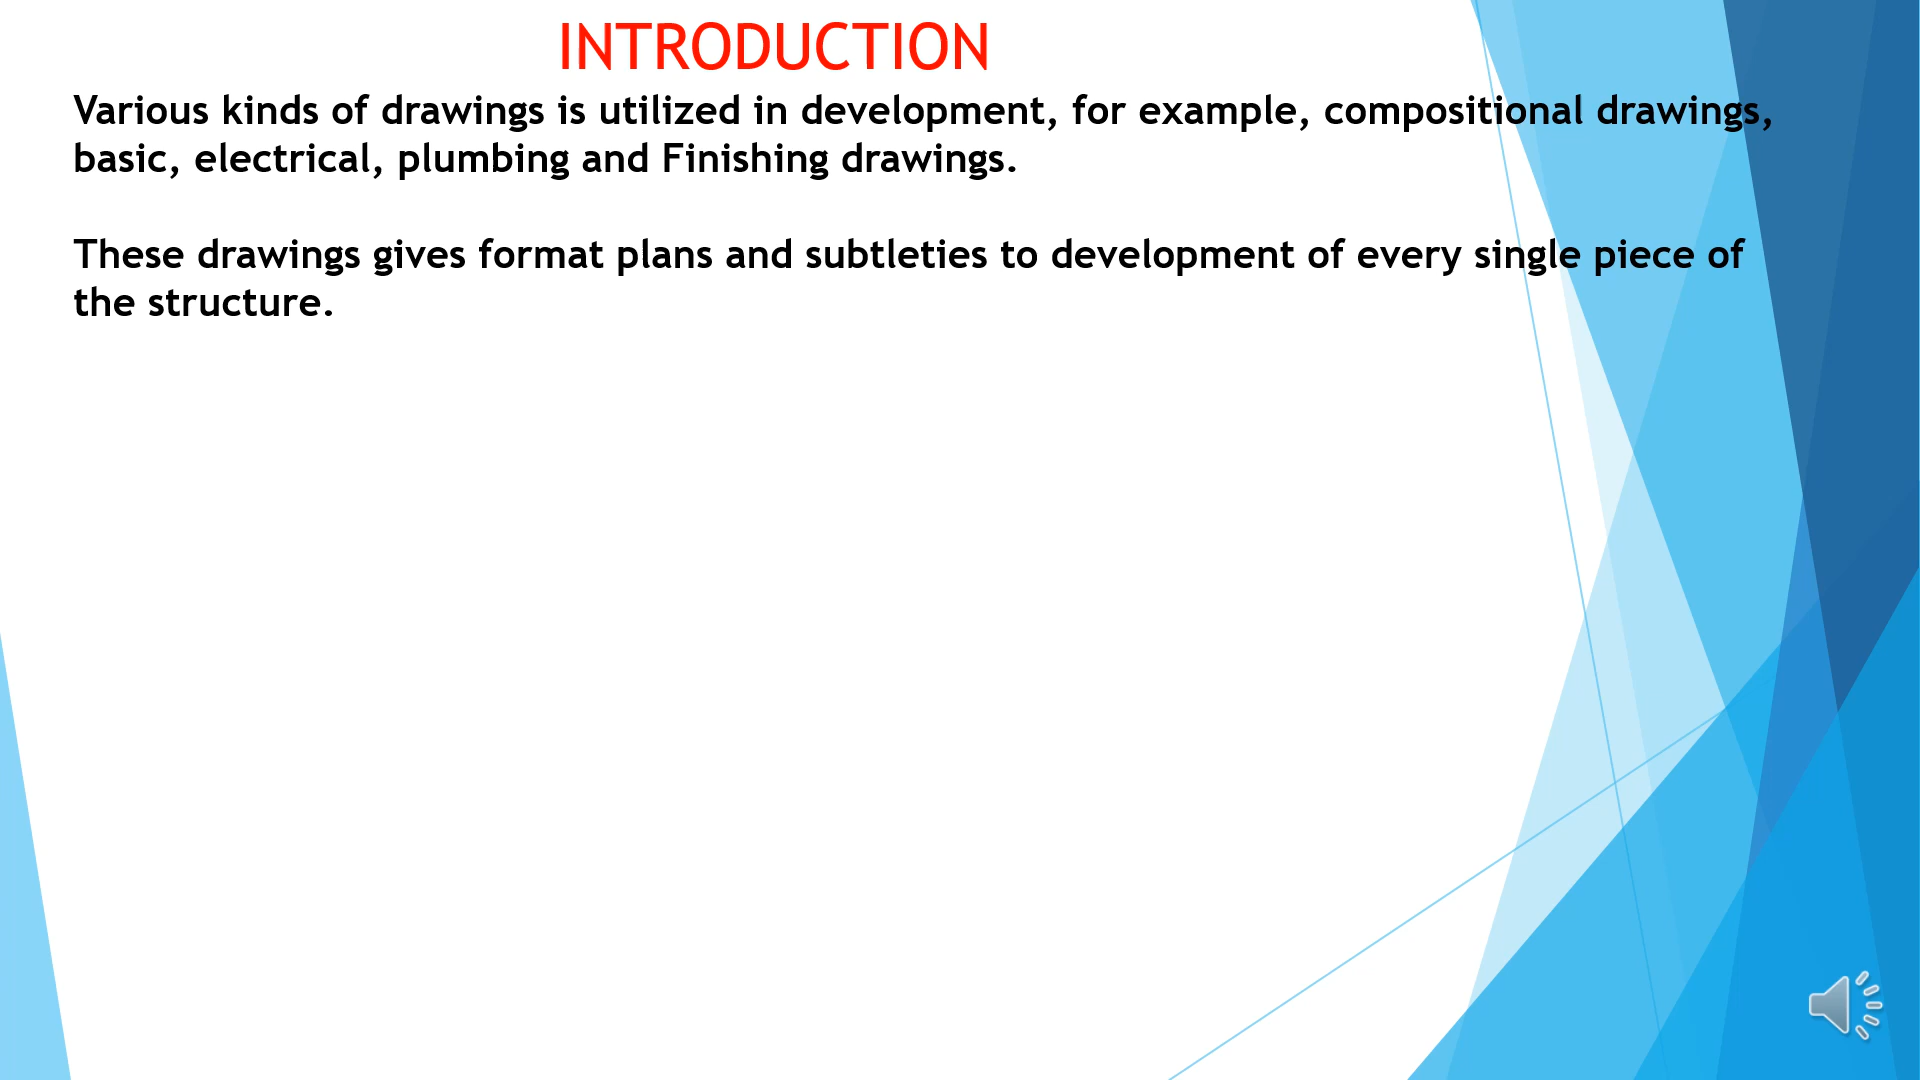 INTRODUCTION
Various kinds of drawings is utilized in development, for example, compositional drawings,
basic, electrical, plumbing and Finishing drawings.
These drawings gives format plans and subtleties to development of every single piece of
the structure.